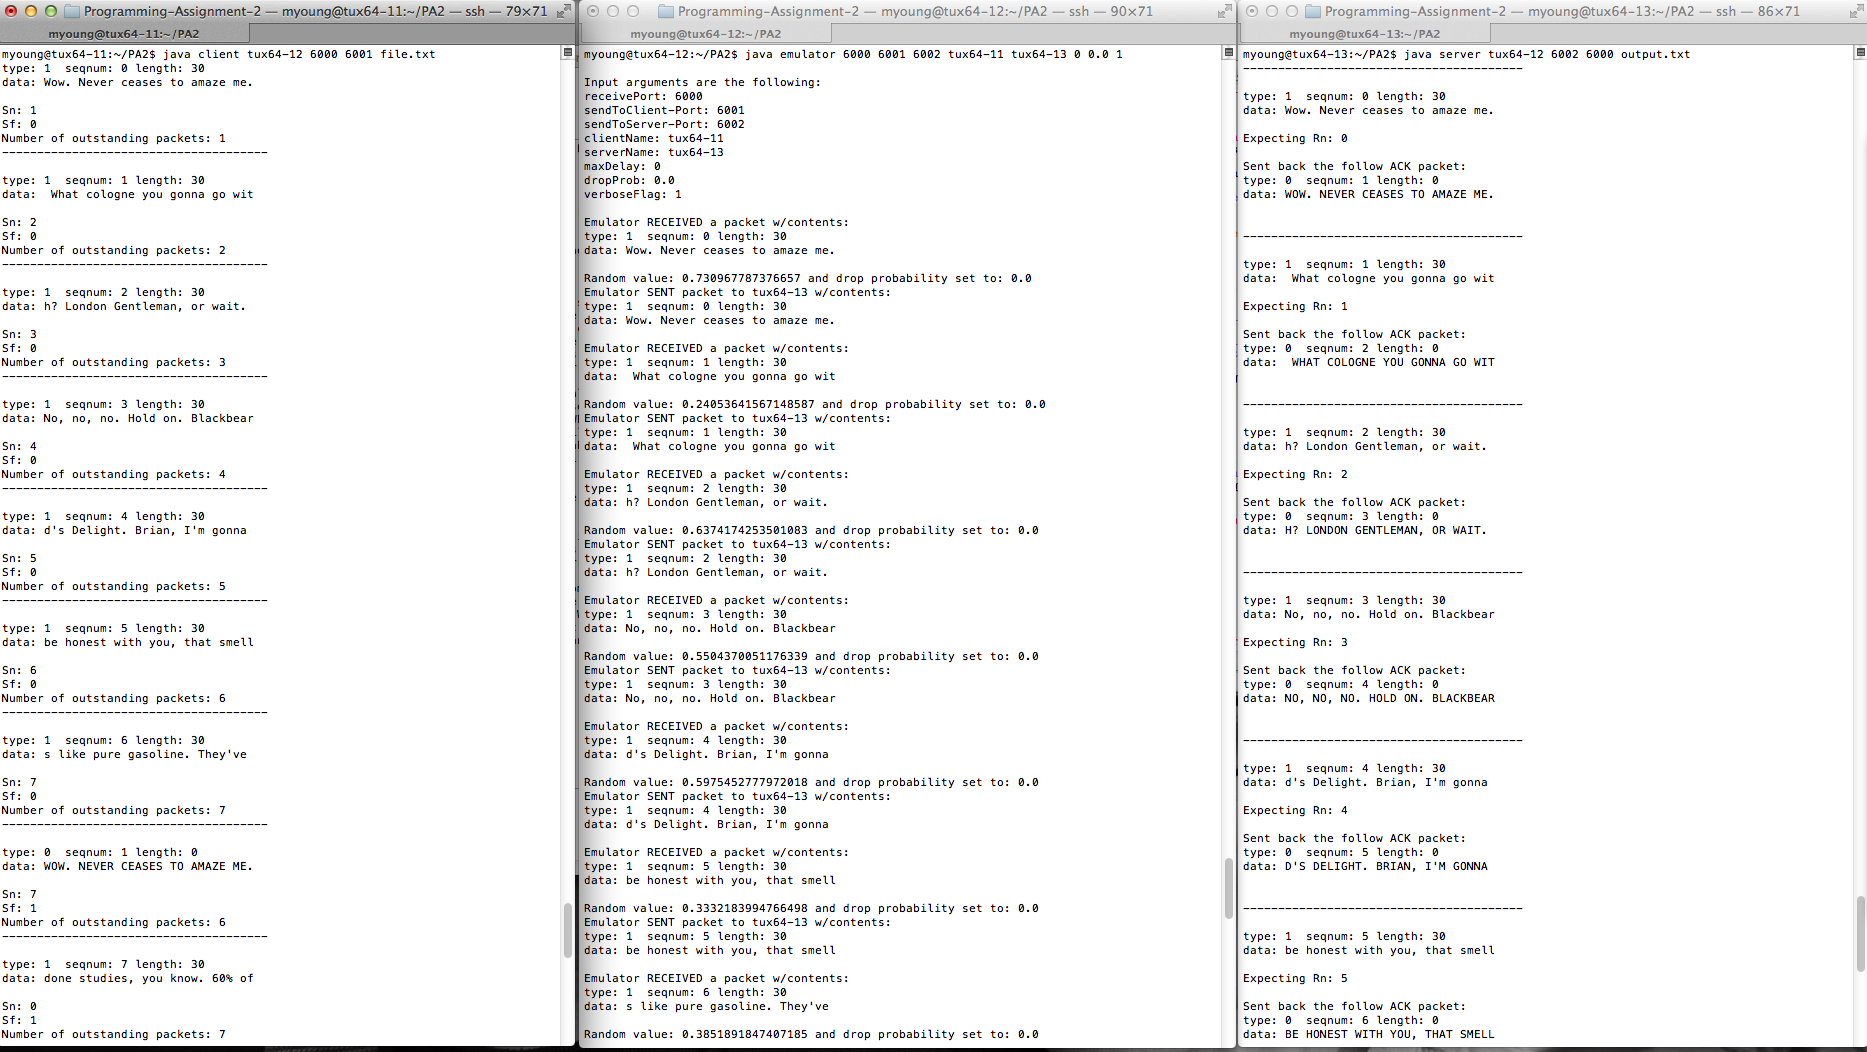 Programming-Assignment-2 — myoung@tux64-11:~/PA2 — ssh — 79×71
myoung@tux64-11:~/PA2
myoung@tux64-11:~/PA2$ java client tux64-12 6000 6001 file.txt
type: 1  seqnum: 0 length: 30
data: Wow. Never ceases to amaze me.
Sn: 1
Sf: 0
Number of outstanding packets: 1
--------------------------------------
type: 1  seqnum: 1 length: 30
data:  What cologne you gonna go wit
Sn: 2
Sf: 0
Number of outstanding packets: 2
--------------------------------------
type: 1  seqnum: 2 length: 30
data: h? London Gentleman, or wait.
Sn: 3
Sf: 0
Number of outstanding packets: 3
--------------------------------------
type: 1  seqnum: 3 length: 30
data: No, no, no. Hold on. Blackbear
Sn: 4
Sf: 0
Number of outstanding packets: 4
--------------------------------------
type: 1  seqnum: 4 length: 30
data: d's Delight. Brian, I'm gonna
Sn: 5
Sf: 0
Number of outstanding packets: 5
--------------------------------------
type: 1  seqnum: 5 length: 30
data: be honest with you, that smell
Sn: 6
Sf: 0
Number of outstanding packets: 6
--------------------------------------
type: 1  seqnum: 6 length: 30
data: s like pure gasoline. They've
Sn: 7
Sf: 0
Number of outstanding packets: 7
--------------------------------------
type: 0  seqnum: 1 length: 0
data: WOW. NEVER CEASES TO AMAZE ME.
Sn: 7
Sf: 1
Number of outstanding packets: 6
--------------------------------------
type: 1  seqnum: 7 length: 30
data: done studies, you know. 60% of
Sn: 0
Sf: 1
Number of outstanding packets: 7
Programming-Assignment-2 — myoung@tux64-12:~/PA2 — ssh — 90×71
myoung@tux64-12:~/PA2
myoung@tux64-12:~/PA2$ java emulator 6000 6001 6002 tux64-11 tux64-13 0 0.0 1
Input arguments are the following:
receivePort: 6000
sendToClient-Port: 6001
sendToServer-Port: 6002
clientName: tux64-11
serverName: tux64-13
maxDelay: 0
dropProb: 0.0
verboseFlag: 1
Emulator RECEIVED a packet w/contents:
type: 1  seqnum: 0 length: 30
data: Wow. Never ceases to amaze me.
Random value: 0.730967787376657 and drop probability set to: 0.0
Emulator SENT packet to tux64-13 w/contents:
type: 1  seqnum: 0 length: 30
data: Wow. Never ceases to amaze me.
Emulator RECEIVED a packet w/contents:
type: 1  seqnum: 1 length: 30
data:  What cologne you gonna go wit
Random value: 0.24053641567148587 and drop probability set to: 0.0
Emulator SENT packet to tux64-13 w/contents:
type: 1  seqnum: 1 length: 30
data:  What cologne you gonna go wit
Emulator RECEIVED a packet w/contents:
type: 1  seqnum: 2 length: 30
data: h? London Gentleman, or wait.
Random value: 0.6374174253501083 and drop probability set to: 0.0
Emulator SENT packet to tux64-13 w/contents:
type: 1  seqnum: 2 length: 30
data: h? London Gentleman, or wait.
Emulator RECEIVED a packet w/contents:
type: 1  seqnum: 3 length: 30
data: No, no, no. Hold on. Blackbear
Random value: 0.5504370051176339 and drop probability set to: 0.0
Emulator SENT packet to tux64-13 w/contents:
type: 1  seqnum: 3 length: 30
data: No, no, no. Hold on. Blackbear
Emulator RECEIVED a packet w/contents:
type: 1  seqnum: 4 length: 30
data: d's Delight. Brian, I'm gonna
Random value: 0.5975452777972018 and drop probability set to: 0.0
Emulator SENT packet to tux64-13 w/contents:
type: 1  seqnum: 4 length: 30
data: d's Delight. Brian, I'm gonna
Emulator RECEIVED a packet w/contents:
type: 1  seqnum: 5 length: 30
data: be honest with you, that smell
Random value: 0.3332183994766498 and drop probability set to: 0.0
Emulator SENT packet to tux64-13 w/contents:
type: 1  seqnum: 5 length: 30
data: be honest with you, that smell
Emulator RECEIVED a packet w/contents:
type: 1  seqnum: 6 length: 30
data: s like pure gasoline. They've
Random value: 0.3851891847407185 and drop probability set to: 0.0
Programming-Assignment-2 — myoung@tux64-13:~/PA2 — ssh — 86×71
myoung@tux64-13:~/PA2
myoung@tux64-13:~/PA2$ java server tux64-12 6002 6000 output.txt
----------------------------------------
type: 1  seqnum: 0 length: 30
data: Wow. Never ceases to amaze me.
Expecting Rn: 0
Sent back the follow ACK packet:
type: 0  seqnum: 1 length: 0
data: WOW. NEVER CEASES TO AMAZE ME.
----------------------------------------
type: 1  seqnum: 1 length: 30
data:  What cologne you gonna go wit
Expecting Rn: 1
Sent back the follow ACK packet:
type: 0  seqnum: 2 length: 0
data:  WHAT COLOGNE YOU GONNA GO WIT
----------------------------------------
type: 1  seqnum: 2 length: 30
data: h? London Gentleman, or wait.
Expecting Rn: 2
Sent back the follow ACK packet:
type: 0  seqnum: 3 length: 0
data: H? LONDON GENTLEMAN, OR WAIT.
----------------------------------------
type: 1  seqnum: 3 length: 30
data: No, no, no. Hold on. Blackbear
Expecting Rn: 3
Sent back the follow ACK packet:
type: 0  seqnum: 4 length: 0
data: NO, NO, NO. HOLD ON. BLACKBEAR
----------------------------------------
type: 1  seqnum: 4 length: 30
data: d's Delight. Brian, I'm gonna
Expecting Rn: 4
Sent back the follow ACK packet:
type: 0  seqnum: 5 length: 0
data: D'S DELIGHT. BRIAN, I'M GONNA
----------------------------------------
type: 1  seqnum: 5 length: 30
data: be honest with you, that smell
Expecting Rn: 5
Sent back the follow ACK packet:
type: 0  seqnum: 6 length: 0
data: BE HONEST WITH YOU, THAT SMELL